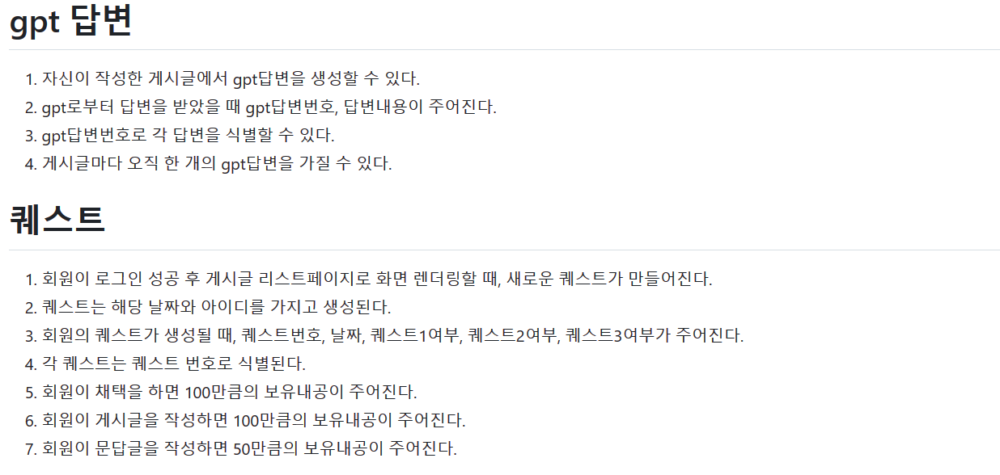 gpt 답변
1. 자신이 작성한 게시글에서 gpt답변을 생성할 수 있다.
2. gpt로부터 답변을 받았을 때 gpt답변번호, 답변내용이 주어진다.
3. gpt답변번호로 각 답변을 식별할 수 있다.
4. 게시글마다 오직 한 개의 gpt답변을 가질 수 있다.
퀘스트
1. 회원이 로그인 성공 후 게시글 리스트페이지로 화면 렌더링할 때, 새로운 퀘스트가 만들어진다.
2. 퀘스트는 해당 날짜와 아이디를 가지고 생성된다.
3. 회원의 퀘스트가 생성될 때, 퀘스트번호, 날짜, 퀘스트1여부, 퀘스트2여부, 퀘스트3여부가 주어진다.
4. 각 퀘스트는 퀘스트 번호로 식별된다.
5. 회원이 채택을 하면 100만큼의 보유내공이 주어진다.
6. 회원이 게시글을 작성하면 100만큼의 보유내공이 주어진다.
7. 회원이 문답글을 작성하면 50만큼의 보유내공이 주어진다.